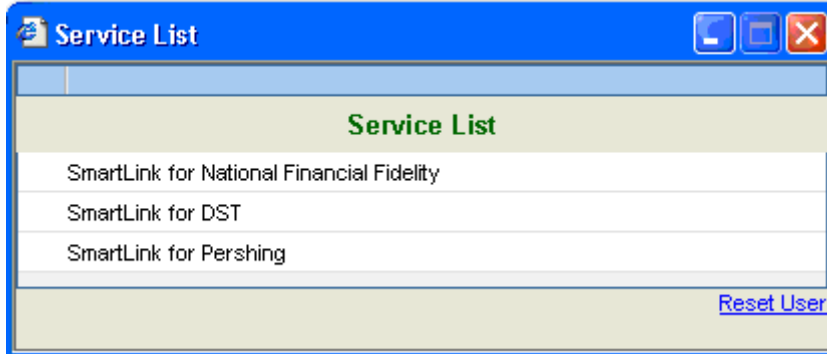 Service List
Service List
SmartLink for National Financial Fidelity
SmartLink for DST
SmartLink for Pershing
Reset User